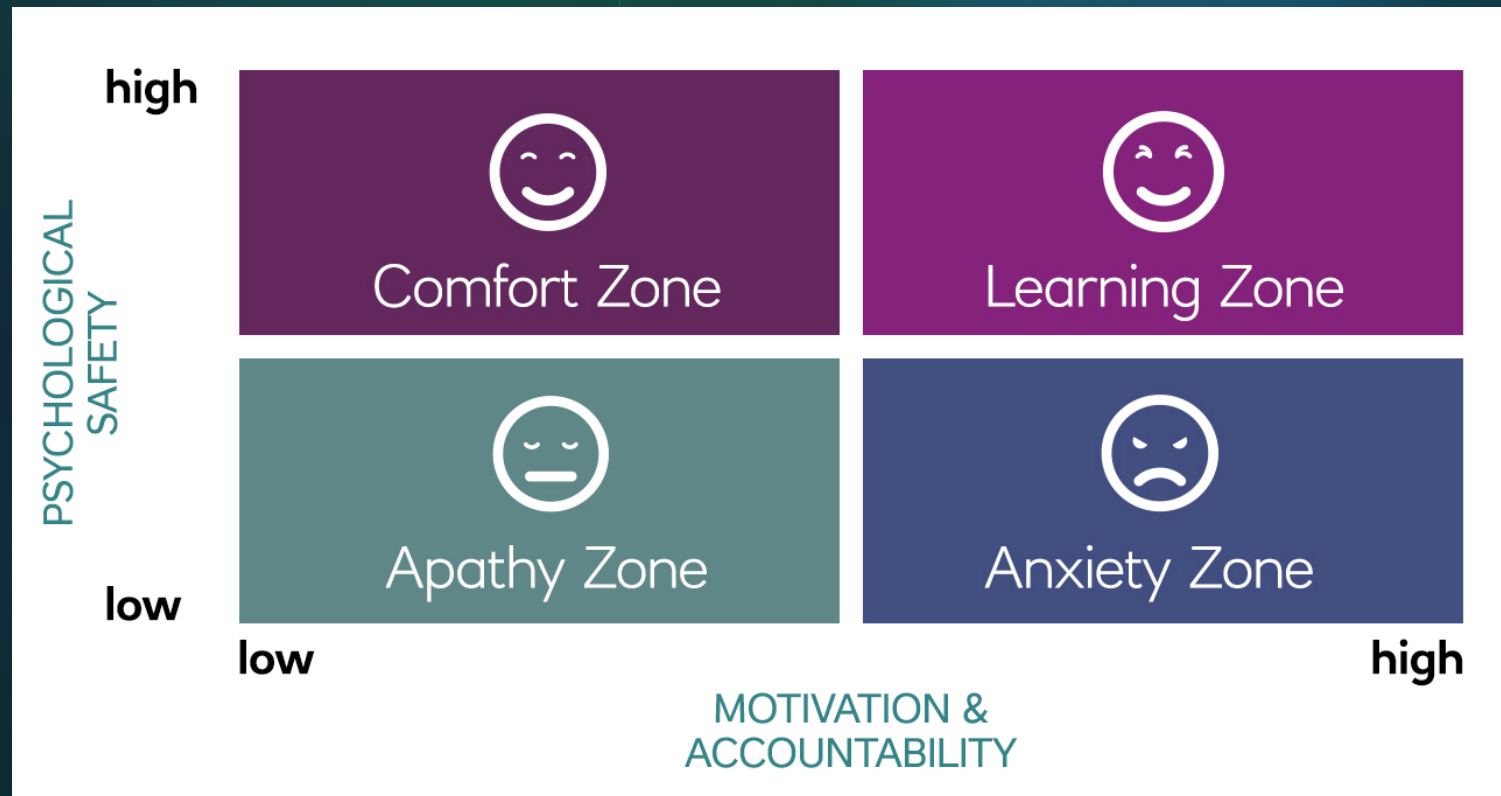 high
Comfort Zone
Learning Zone
PSYCHOLOGICAL
SAFETY
Apathy Zone
Anxiety Zone
low
low
high
MOTIVATION &
ACCOUNTABILITY